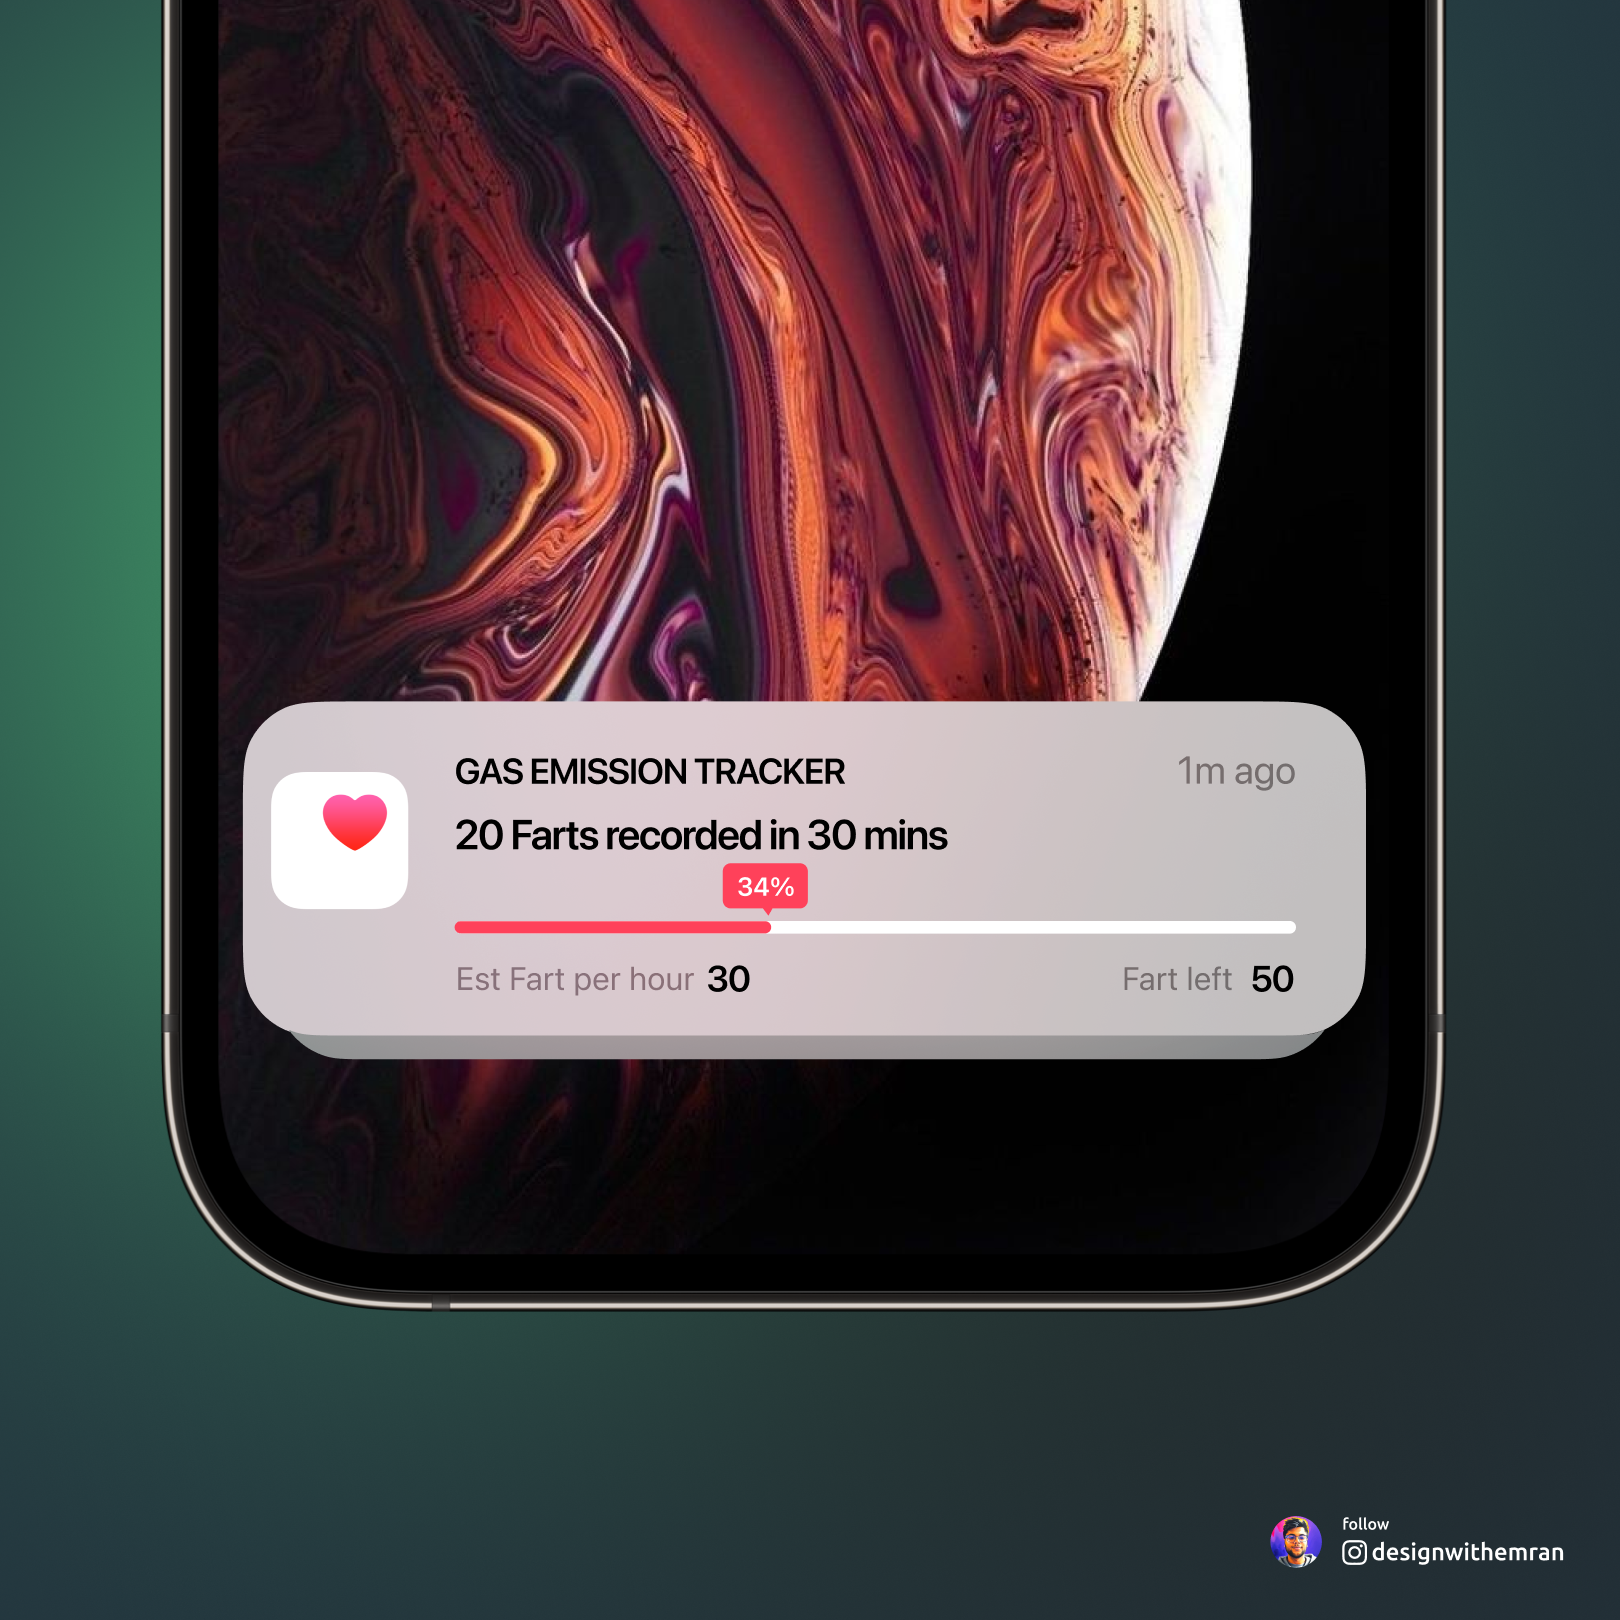 GAS EMISSION TRACKER 1m ago
20 Farts recorded in 30 mins
34%
Est Fart per hour 30 Fart left 50
follow
designwithemran